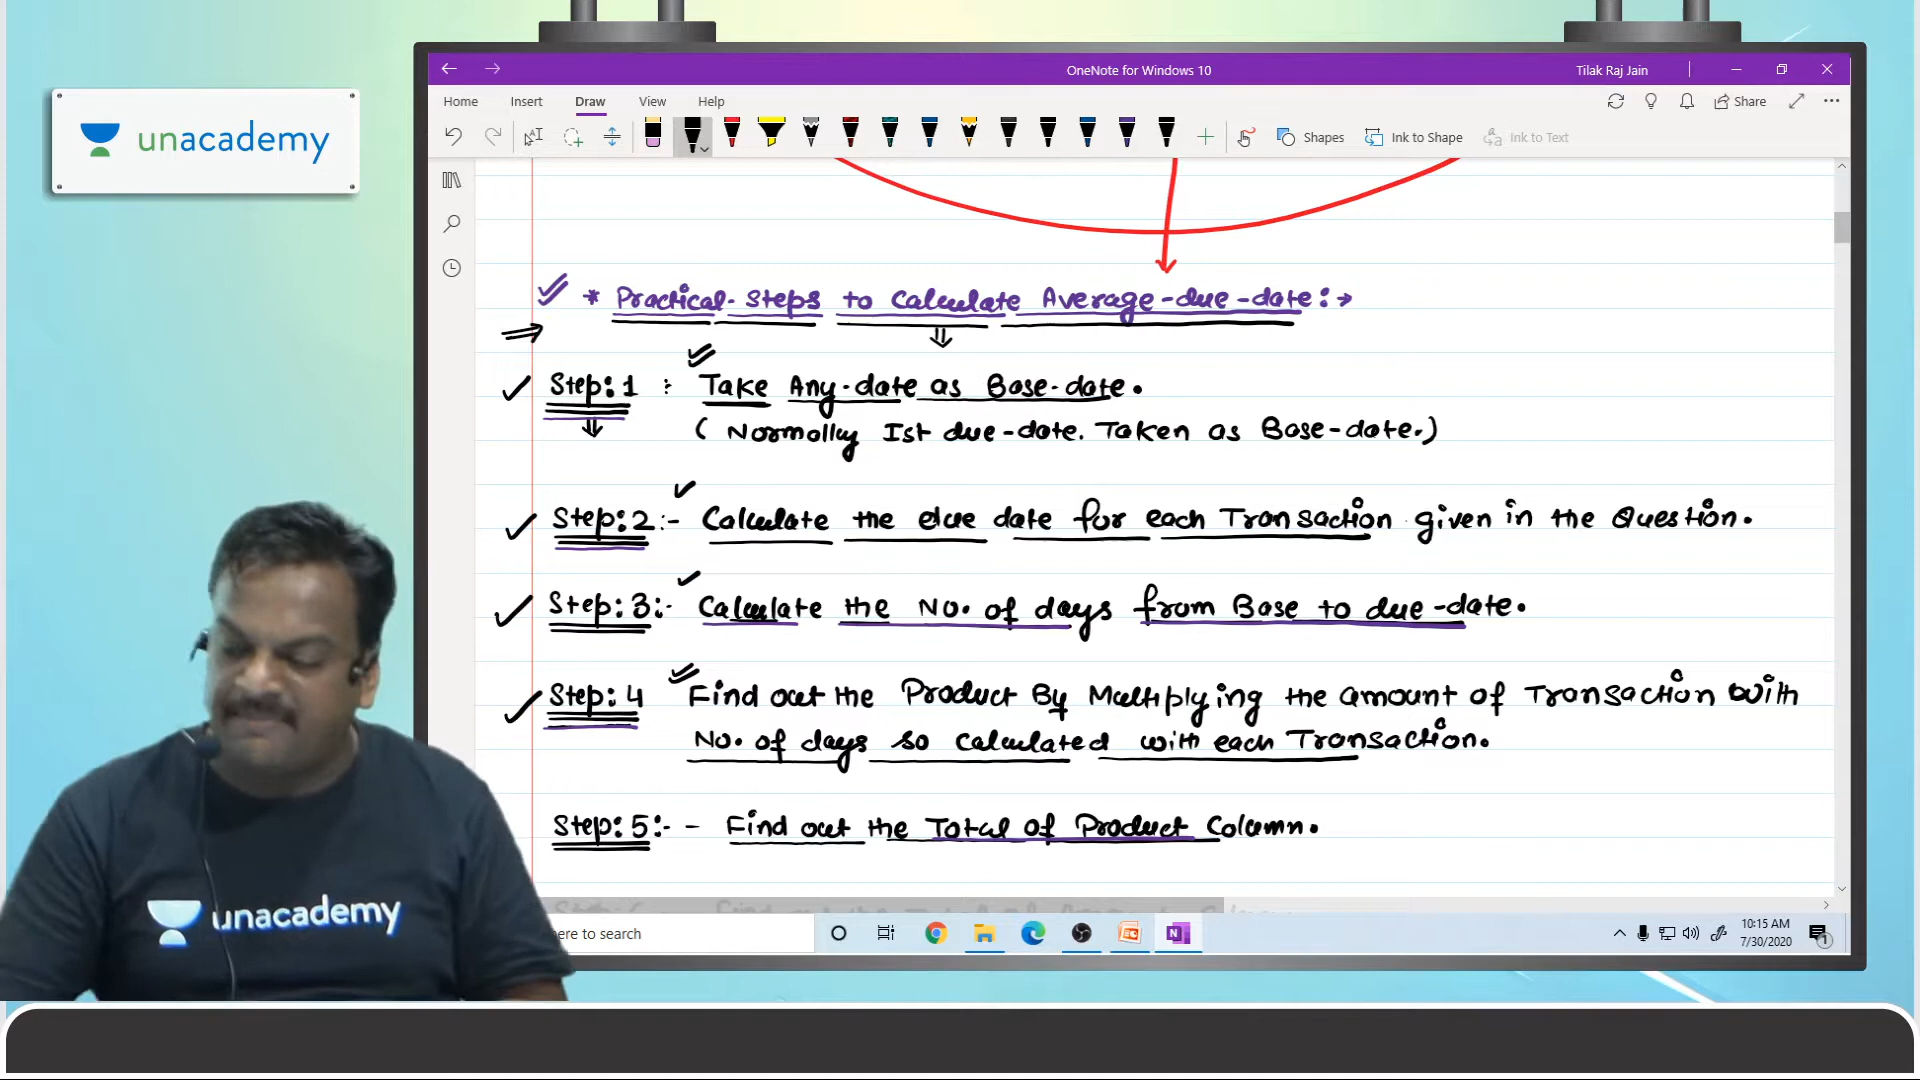 unacademy
OneNote for Windows 10
Tilak Raj Jain
Home Insert Draw View Help
Share
Shapes
Ink to Shape
Ink to Text
* Practical-Steps to Calculate Average-due-date:→
Step:1 : Take Any-date as Base-date.
(Normally Ist due-date. Taken as Base-date.)
Step:2:- Calculate the due date for each Transaction given in the Question.
Step:3:- Calculate the No. of days from Base to due-date.
Step:4 Find out the Product By Multiplying the amount of Transaction with
No. of days so calculated with each Transaction.
Step:5:- - Find out the Total of Product Column.
here to search
10:15 AM
7/30/2020
1
unacademy